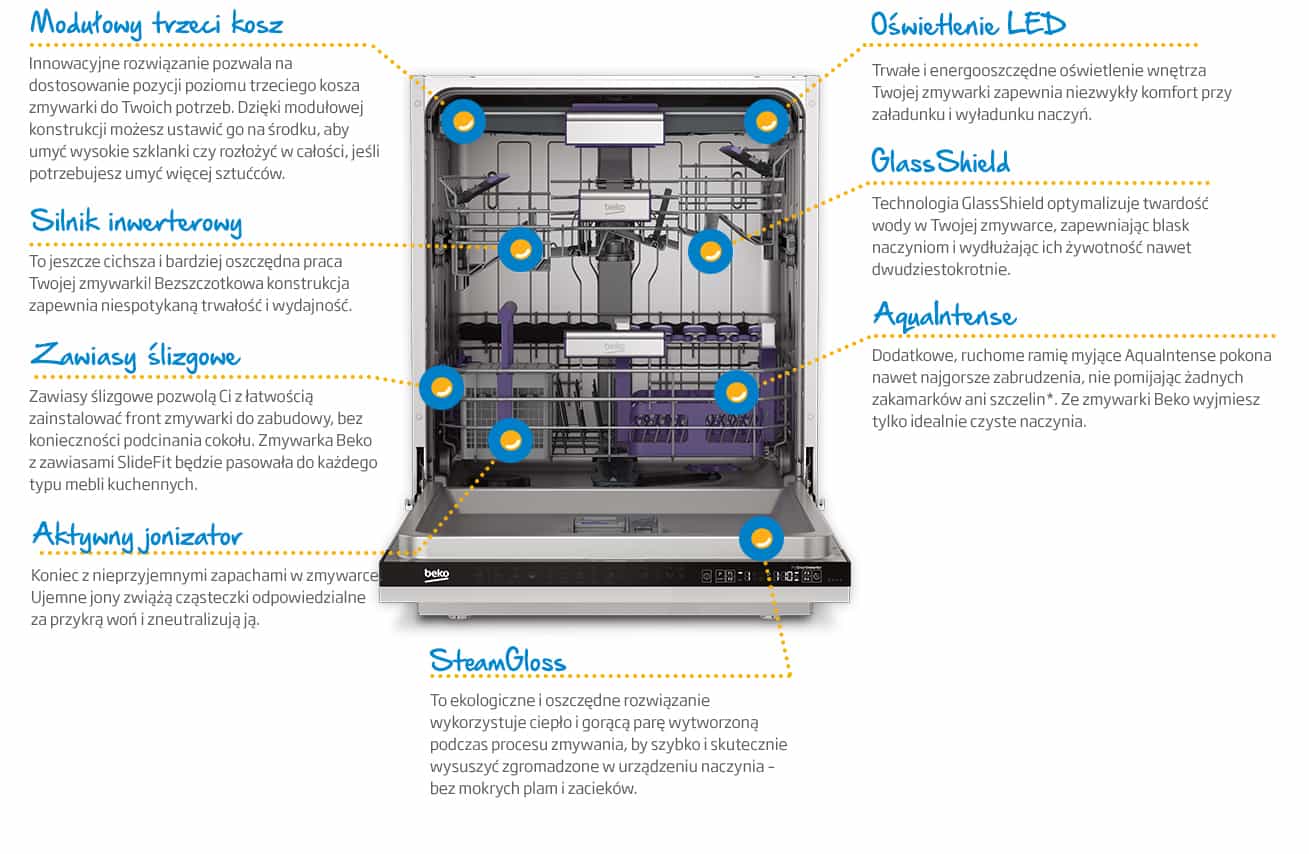 Modułowy trzeci kosz
Innowacyjne rozwiązanie pozwala na
dostosowanie pozycji poziomu trzeciego kosza
zmywarki do Twoich potrzeb. Dzięki modułowej
konstrukcji możesz ustawić go na środku, aby
umyć wysokie szklanki czy rozłożyć w całości, jeśli
potrzebujesz umyć więcej sztućców.
Silnik inwerterowy
To jeszcze cichsza i bardziej oszczędna praca
Twojej zmywarki! Bezszczotkowa konstrukcja
zapewnia niespotykaną trwałość i wydajność.
Zawiasy ślizgowe
Zawiasy ślizgowe pozwolą Ci z łatwością
zainstalować front zmywarki do zabudowy, bez
konieczności podcinania cokołu. Zmywarka Beko
z zawiasami SlideFit będzie pasowała do każdego
typu mebli kuchennych.
Aktywny jonizator
Koniec z nieprzyjemnymi zapachami w zmywarce
Ujemne jony zwiążą cząsteczki odpowiedzialne
za przykrą woń i zneutralizują ją.
Oświetlenie LED
Trwałe i energooszczędne oświetlenie wnętrza
Twojej zmywarki zapewnia niezwykły komfort przy
załadunku i wyładunku naczyń.
GlassShield
Technologia GlassShield optymalizuje twardość
wody w Twojej zmywarce, zapewniając blask
naczyniom i wydłużając ich żywotność nawet
dwudziestokrotnie.
AquaIntense
Dodatkowe, ruchome ramię myjące AquaIntense pokona
nawet najgorsze zabrudzenia, nie pomijając żadnych
zakamarków ani szczelin*. Ze zmywarki Beko wyjmiesz
tylko idealnie czyste naczynia.
beko
beko
beko
SteamGloss
To ekologiczne i oszczędne rozwiązanie
wykorzystuje ciepło i gorącą parę wytworzoną
podczas procesu zmywania, by szybko i skutecznie
wysuszyć zgromadzone w urządzeniu naczynia –
bez mokrych plam i zacieków.